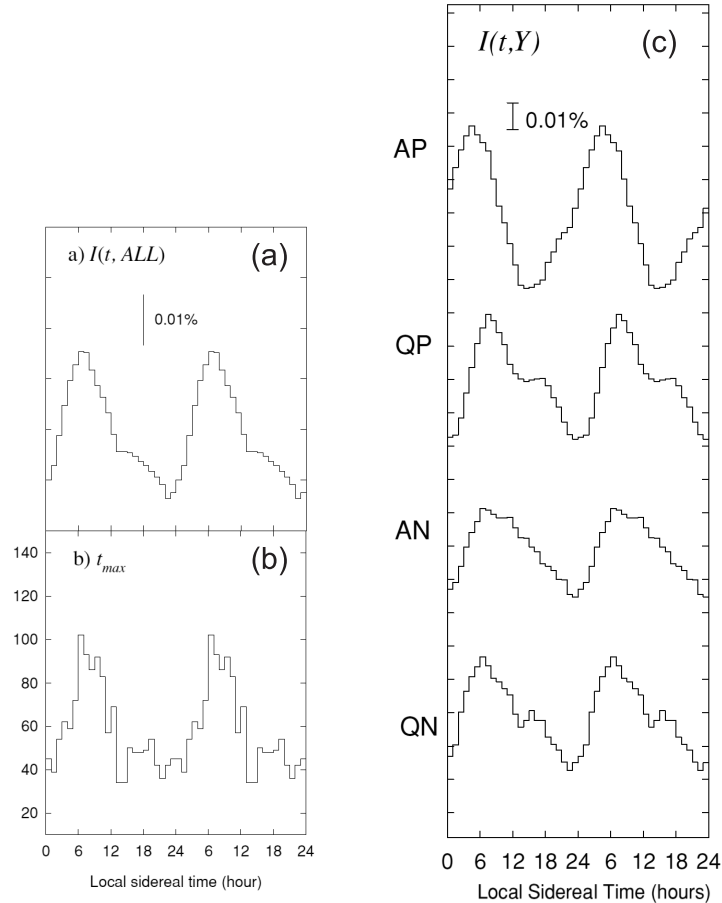 a) I(t, ALL)
(a)
0.01%
b) t_max
(b)
140
120
100
80
60
40
20
0 6 12 18 24 6 12 18 24
Local sidereal time (hour)
I(t,Y)
(c)
0.01%
AP
QP
AN
QN
0 6 12 18 24 6 12 18 24
Local Sidereal Time (hours)